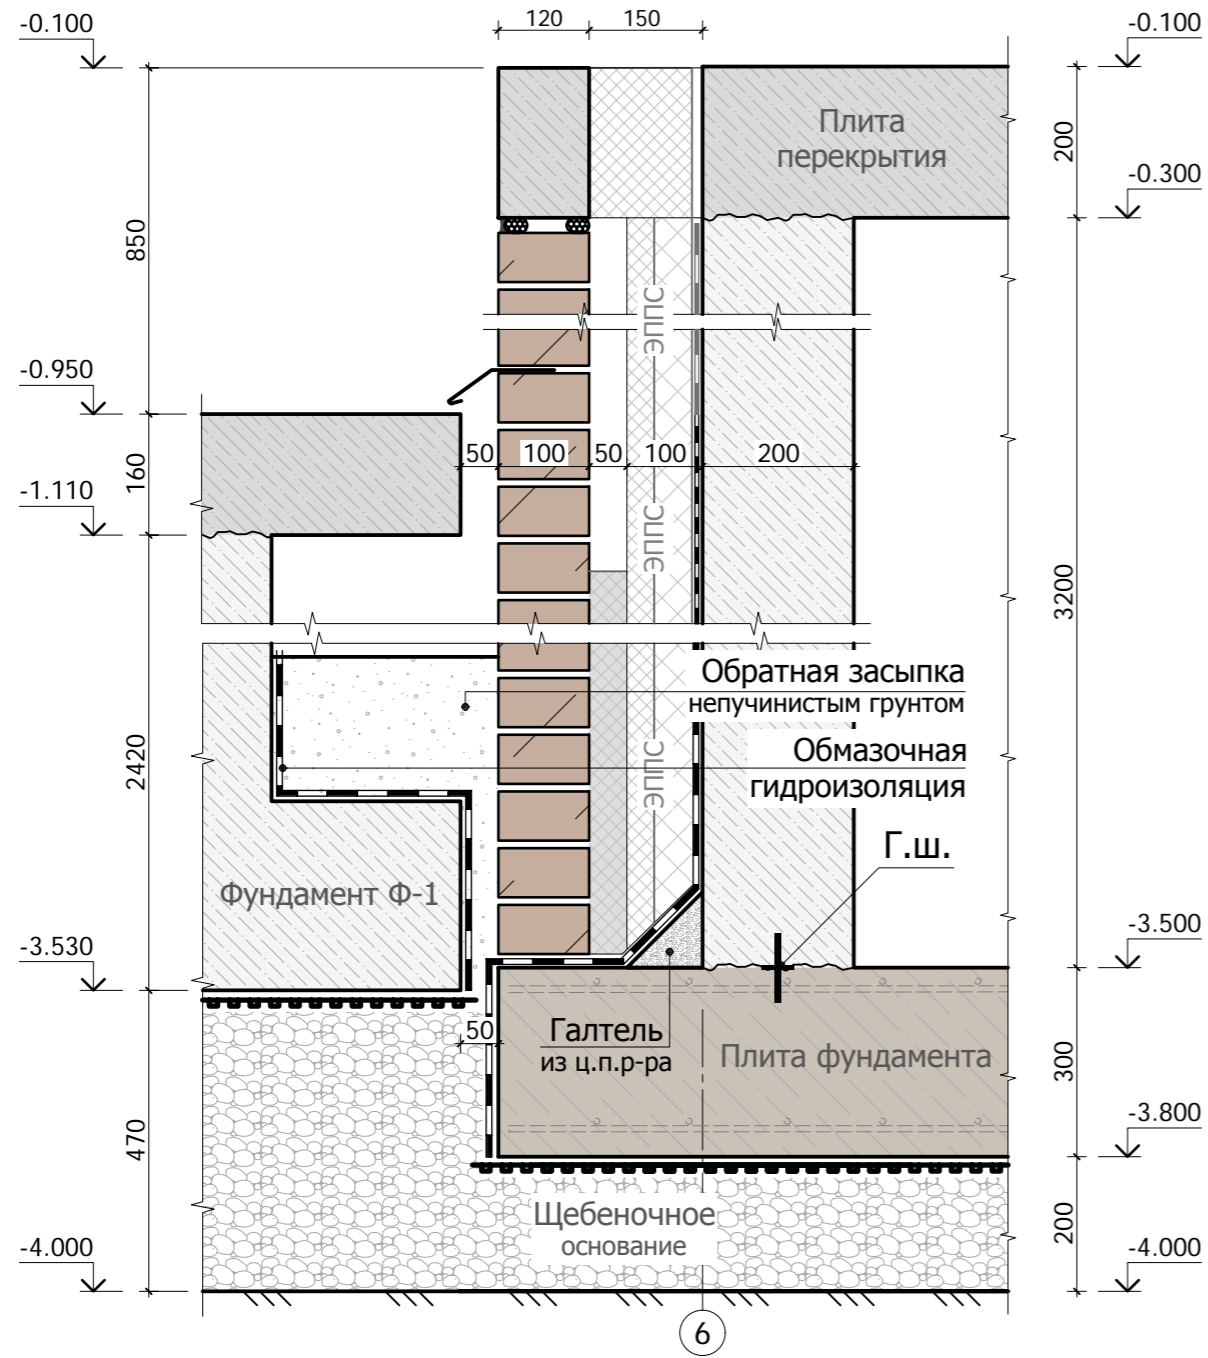 120
150
-0.100
-0.100
Плита
перекрытия
200
-0.300
850
ЭППС
-0.950
50
100
50
100
200
160
-1.110
ЭППС
3200
Обратная засыпка
непучинистым грунтом
Обмазочная
гидроизоляция
2420
ЭППС
Г.ш.
Фундамент Ф-1
-3.530
-3.500
50
Галтель
из ц.п.р-ра
Плита фундамента
300
-3.800
470
Щебеночное
основание
200
-4.000
-4.000
6